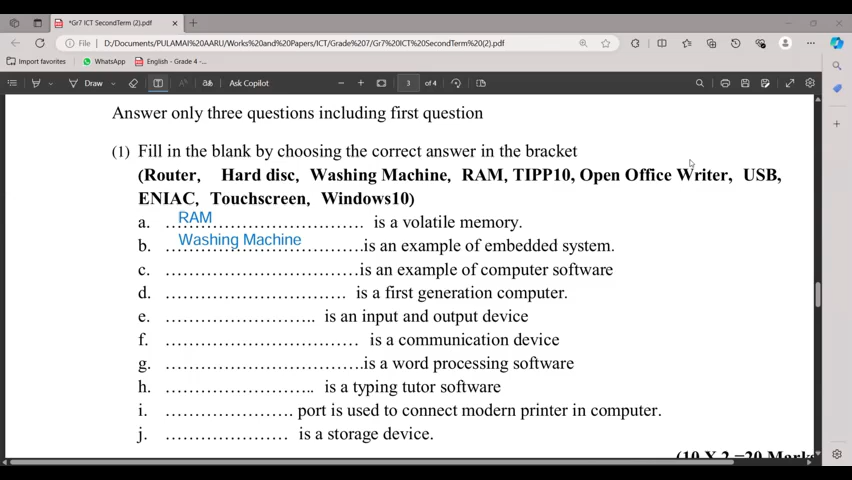 *Gr7 ICT SecondTerm (2).pdf
File | D:/Documents/PULAMAI%20AARU/Works%20and%20Papers/ICT/Grade%207/Gr7%20ICT%20SecondTerm%20(2).pdf
Import favorites WhatsApp English - Grade 4 -...
Draw Ask Copilot 3 of 4
Answer only three questions including first question
(1) Fill in the blank by choosing the correct answer in the bracket
(Router, Hard disc, Washing Machine, RAM, TIPP10, Open Office Writer, USB,
ENIAC, Touchscreen, Windows10)
a. RAM ……………………………. is a volatile memory.
b. Washing Machine …………………………….is an example of embedded system.
c. ……………………………is an example of computer software
d. ………………………… is a first generation computer.
e. …………………….. is an input and output device
f. …………………………… is a communication device
g. …………………………….is a word processing software
h. …………………….. is a typing tutor software
i. …………………. port is used to connect modern printer in computer.
j. ………………… is a storage device.
(10 X 2 =20 Marks